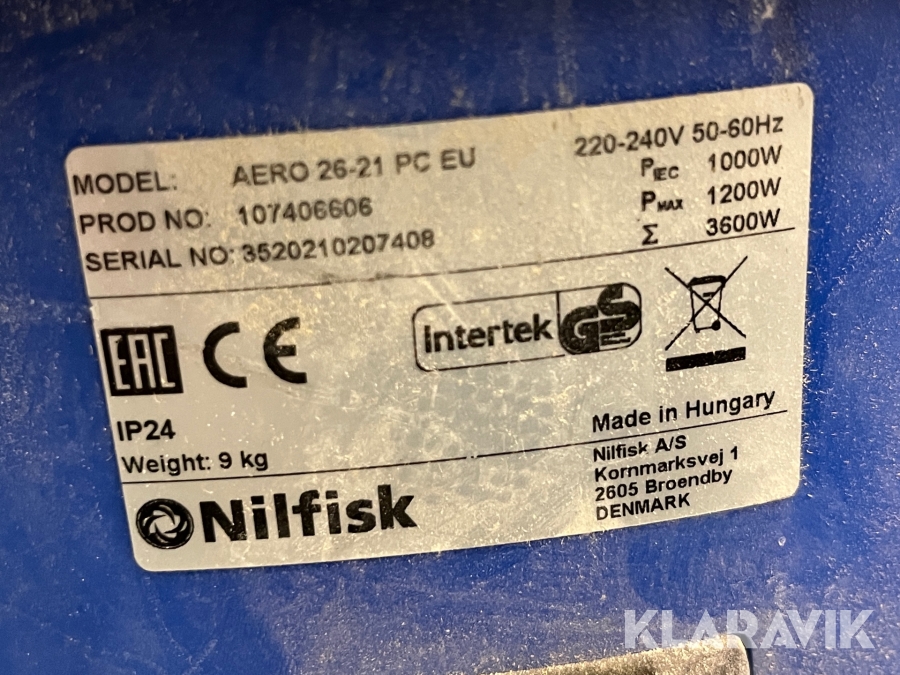 MODEL: AERO 26-21 PC EU
PROD NO: 107406606
SERIAL NO: 3520210207408
220-240V 50-60Hz
PIEC 1000W
PMAX 1200W
Σ 3600W
EAC CE
Intertek GS
IP24
Weight: 9 kg
Made in Hungary
Nilfisk
Nilfisk A/S
Kornmarksvej 1
2605 Broendby
DENMARK
KLARAVIK